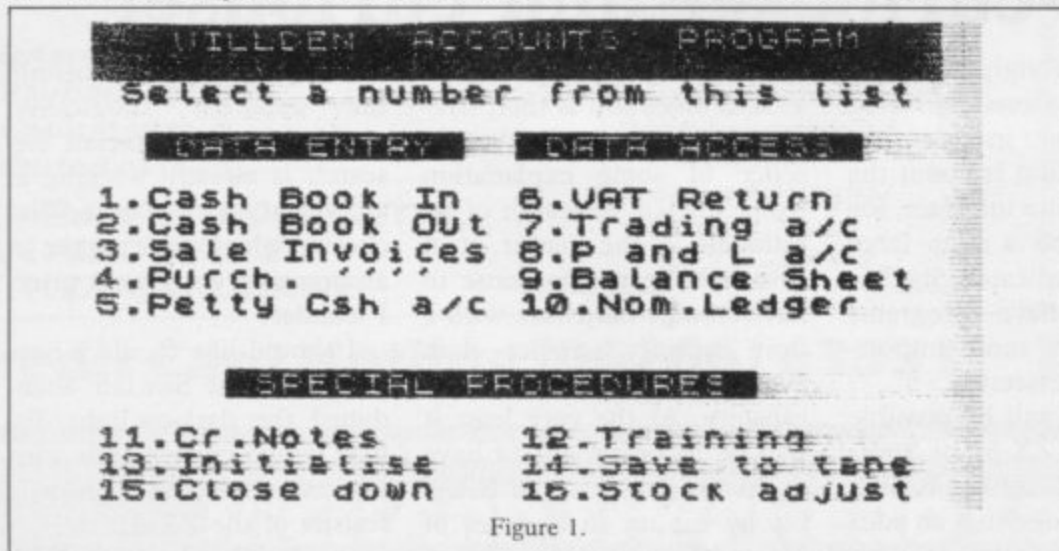 WILLDEN ACCOUNTS PROGRAM
Select a number from this list
DATA ENTRY
DATA ACCESS
1.Cash Book In
2.Cash Book Out
3.Sale Invoices
4.Purch ''''
5.Petty Csh a/c
6.VAT Return
7.Trading a/c
8.P and L a/c
9.Balance Sheet
10.Nom Ledger
SPECIAL PROCEDURES
11.Cr.Notes
12.Training
13.Initialise
14.Save to tape
15.Close down
16.Stock adjust
Figure 1.